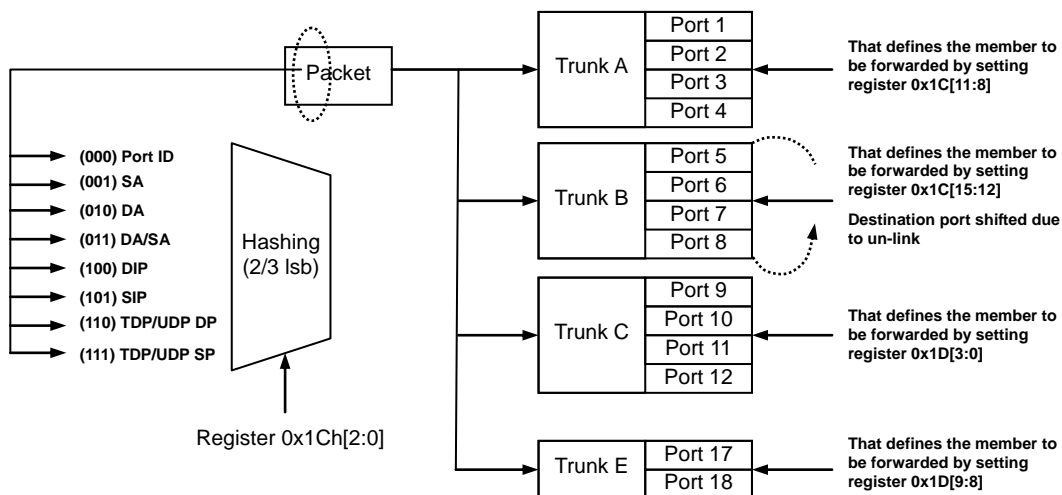 Packet
(000) Port ID
(001) SA
(010) DA
(011) DA/SA
(100) DIP
(101) SIP
(110) TDP/UDP DP
(111) TDP/UDP SP
Hashing
(2/3 lsb)
Register 0x1Ch[2:0]
Trunk A
Port 1
Port 2
Port 3
Port 4
That defines the member to
be forwarded by setting
register 0x1C[11:8]
Trunk B
Port 5
Port 6
Port 7
Port 8
That defines the member to
be forwarded by setting
register 0x1C[15:12]
Destination port shifted due
to un-link
Trunk C
Port 9
Port 10
Port 11
Port 12
That defines the member to
be forwarded by setting
register 0x1D[3:0]
Trunk E
Port 17
Port 18
That defines the member to
be forwarded by setting
register 0x1D[9:8]